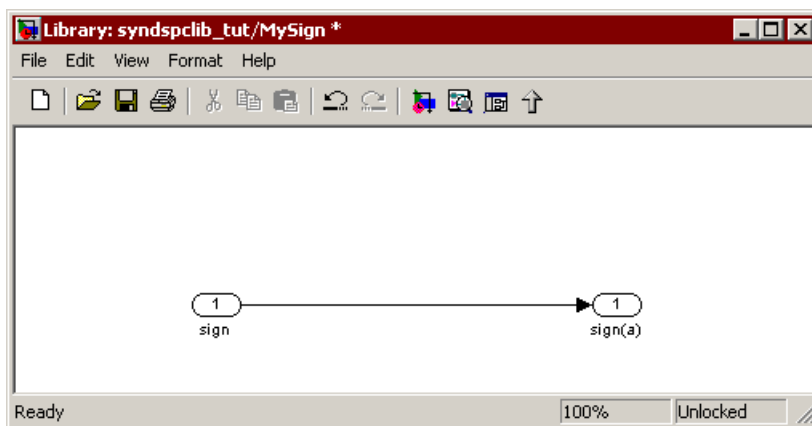 Library: syndspclib_tut/MySign *
File Edit View Format Help
1 1
sign sign(a)
Ready 100% Unlocked